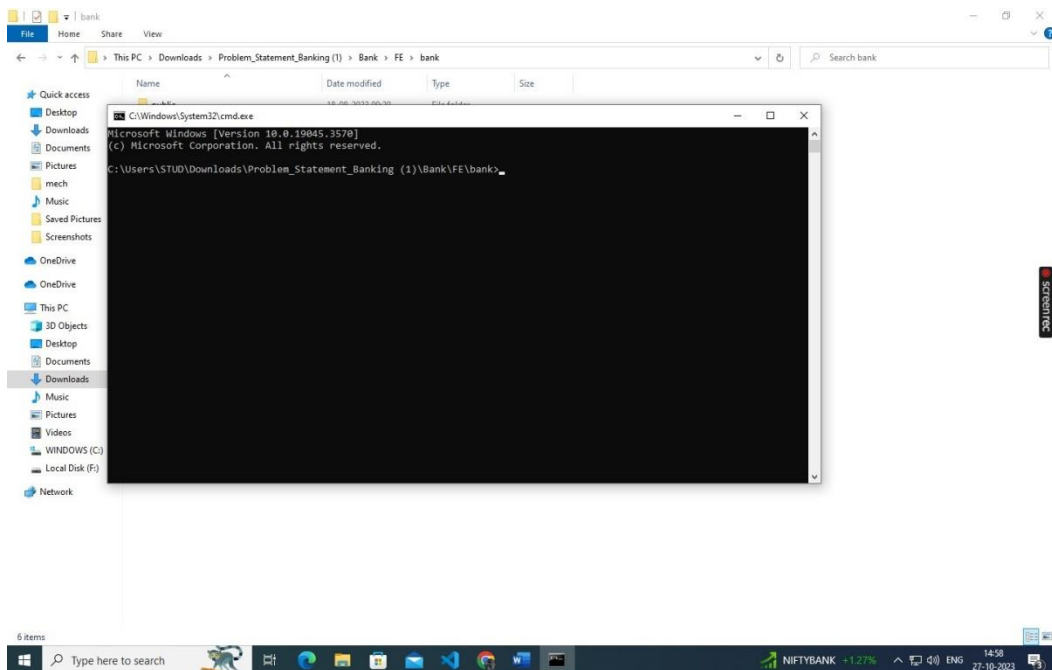 bank
File Home Share View
This PC > Downloads > Problem_Statement_Banking (1) > Bank > FE > bank
Search bank
Name Date modified Type Size
Quick access
Desktop
Downloads
Documents
Pictures
mech
Music
Saved Pictures
Screenshots
OneDrive
OneDrive
This PC
3D Objects
Desktop
Documents
Downloads
Music
Pictures
Videos
WINDOWS (C:)
Local Disk (F:)
Network
C:\Windows\System32\cmd.exe
Microsoft Windows [Version 10.0.19045.3570]
(c) Microsoft Corporation. All rights reserved.
C:\Users\STUD\Downloads\Problem_Statement_Banking (1)\Bank\FE\bank>
screenrec
6 items
Type here to search
NIFTYBANK +1.27%
ENG
14:58
27-10-2023